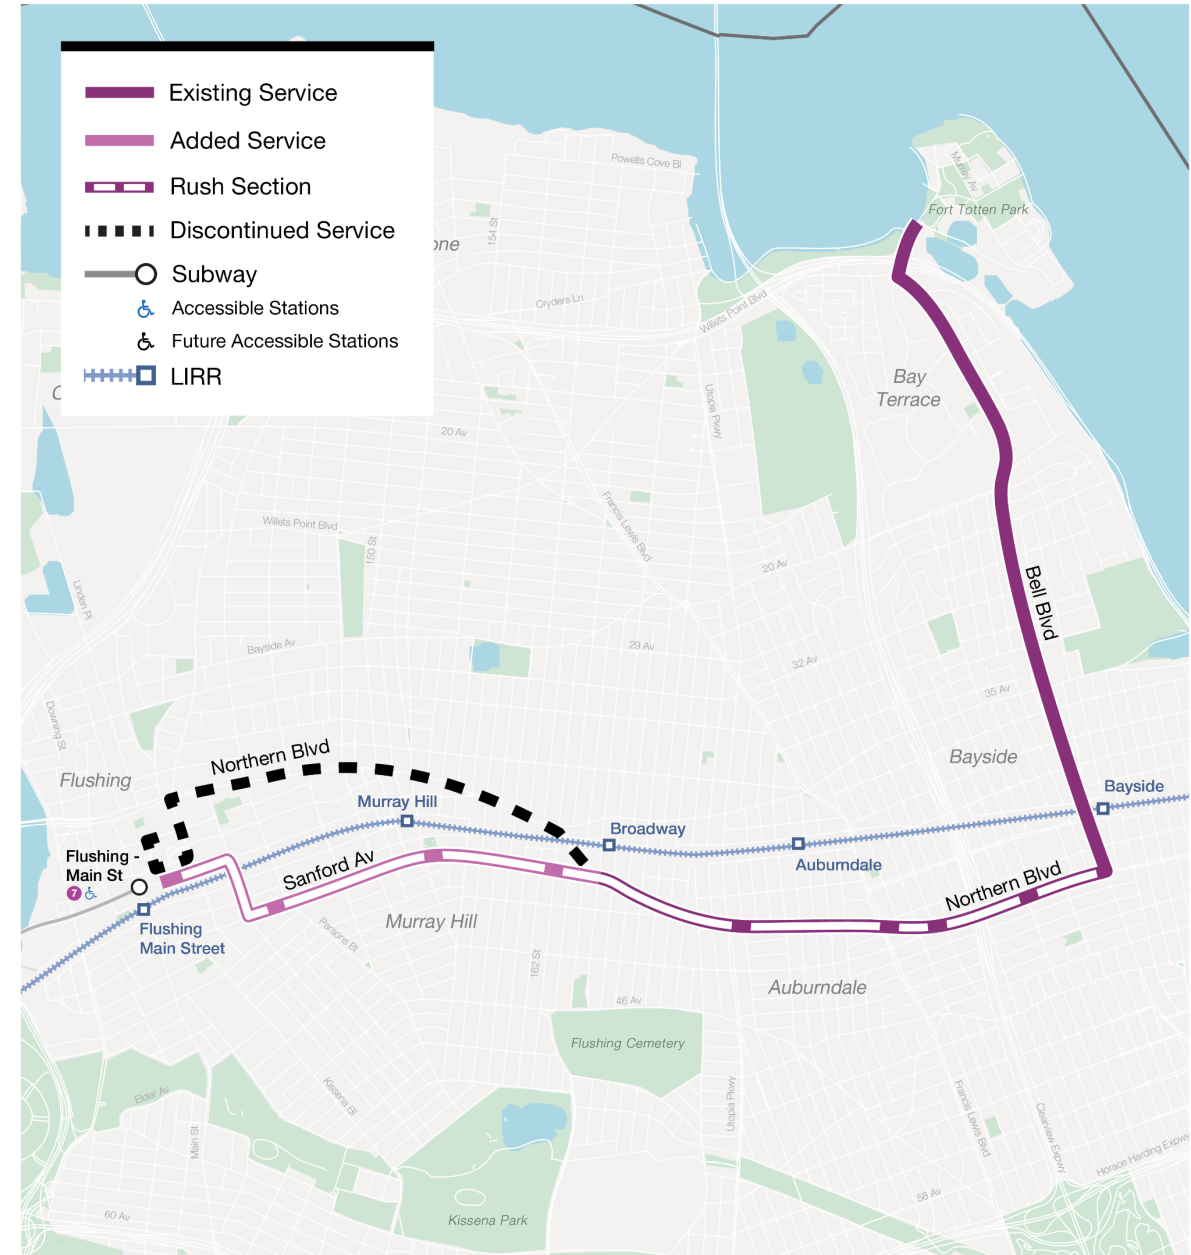 Existing Service
Added Service
Rush Section
Discontinued Service
Subway
Accessible Stations
Future Accessible Stations
LIRR
Powells Cove Bl
154 St
one
Cryders Ln
Willets Point Blvd
Murray Av
Fort Totten Park
Bay
Terrace
C
Utopia Pkwy
20 Av
Willets Point Blvd
150 St
Francis Lewis Blvd
20 Av
Linden Pl
Bell Blvd
Bayside Av
29 Av
32 Av
35 Av
Downing St
Northern Blvd
Flushing
Bayside
Bayside
Murray Hill
Broadway
Auburndale
Flushing -
Main St
7
Sanford Av
Northern Blvd
Flushing
Main Street
Parsons Bl
Murray Hill
162 St
Auburndale
46 Av
Flushing Cemetery
Elder Av
Kissena Bl
Main St
Utopia Pkwy
Francis Lewis Blvd
Clearview Expwy
Horace Harding Expwy
58 Av
60 Av
Kissena Park